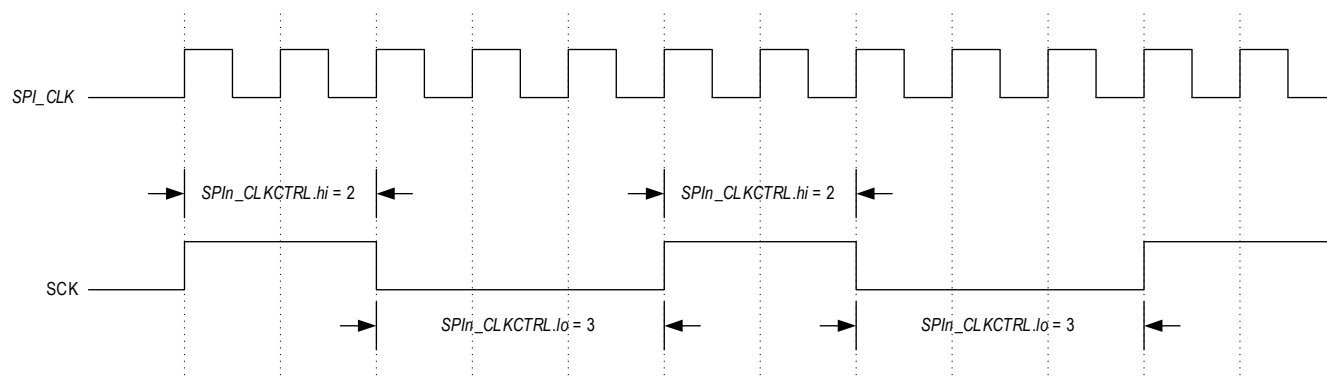 SPI_CLK
SPIn_CLKCTRL.hi = 2
SPIn_CLKCTRL.hi = 2
SCK
SPIn_CLKCTRL.lo = 3
SPIn_CLKCTRL.lo = 3